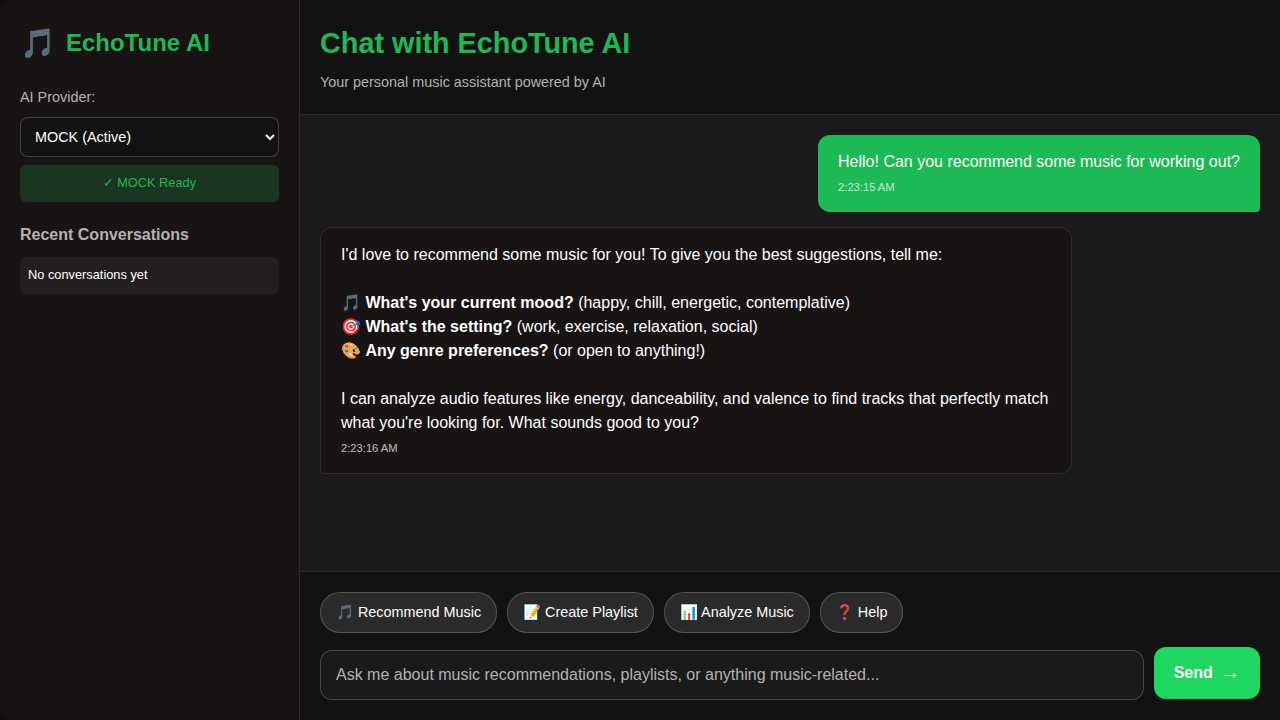 🎵 EchoTune AI
AI Provider:
MOCK (Active)
✓ MOCK Ready
Recent Conversations
No conversations yet
Chat with EchoTune AI
Your personal music assistant powered by AI
Hello! Can you recommend some music for working out?
2:23:15 AM
I'd love to recommend some music for you! To give you the best suggestions, tell me:
🎵 What's your current mood? (happy, chill, energetic, contemplative)
🎯 What's the setting? (work, exercise, relaxation, social)
🎨 Any genre preferences? (or open to anything!)
I can analyze audio features like energy, danceability, and valence to find tracks that perfectly match
what you're looking for. What sounds good to you?
2:23:16 AM
🎵 Recommend Music
📝 Create Playlist
📊 Analyze Music
❓ Help
Ask me about music recommendations, playlists, or anything music-related...
Send →